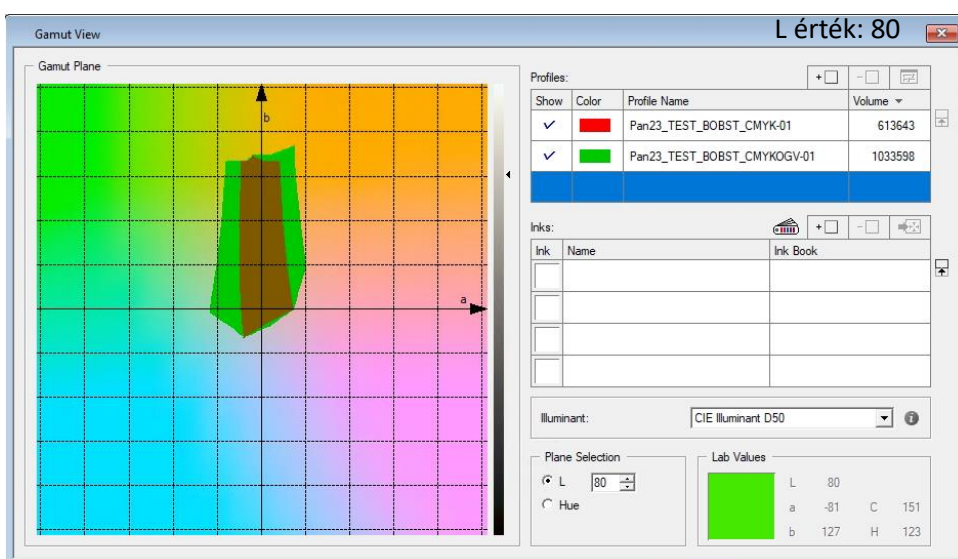 L érték: 80
Gamut View
Gamut Plane
b
a
Profiles:
Show Color Profile Name Volume
Pan23_TEST_BOBST_CMYK-01 613643
Pan23_TEST_BOBST_CMYKOGV-01 1033598
Inks:
Ink Name Ink Book
Illuminant: CIE Illuminant D50
Plane Selection
L 80
Hue
Lab Values
L 80
a -81 C 151
b 127 H 123